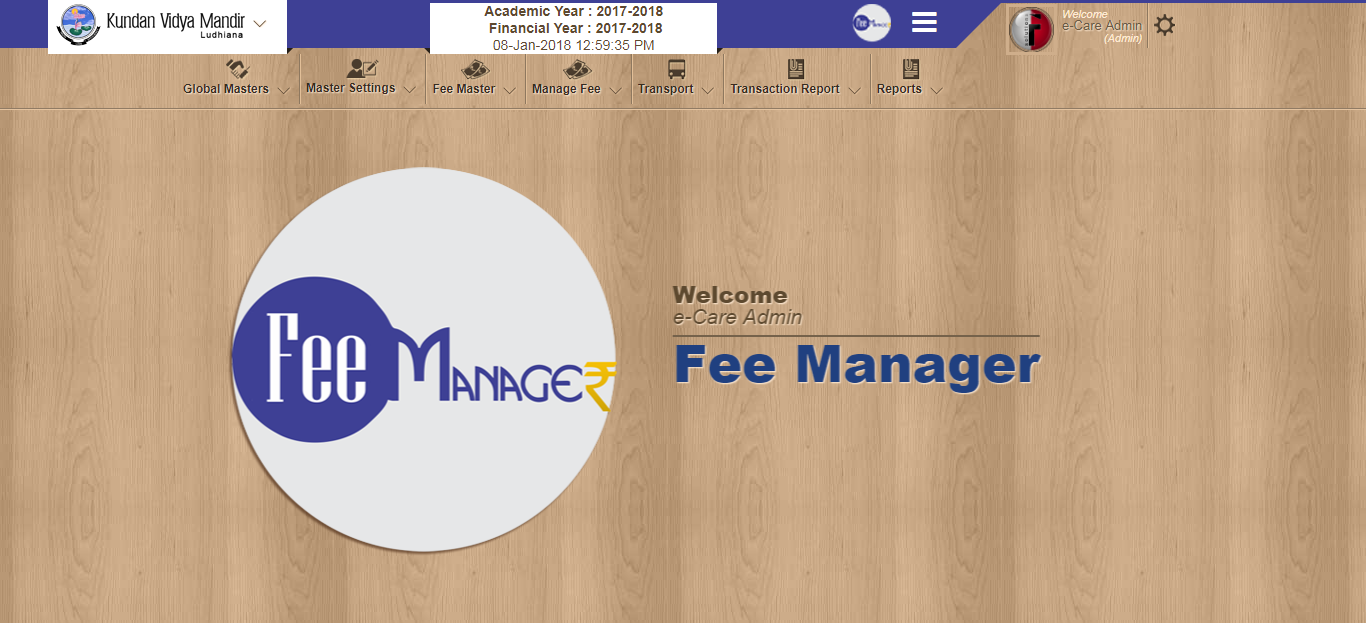 Kundan Vidya Mandir
Ludhiana
Academic Year : 2017-2018
Financial Year : 2017-2018
08-Jan-2018 12:59:35 PM
Fee Manager
Welcome
e-Care Admin
(Admin)
Global Masters
Master Settings
Fee Master
Manage Fee
Transport
Transaction Report
Reports
Fee MANAGE₹
Welcome
e-Care Admin
Fee Manager